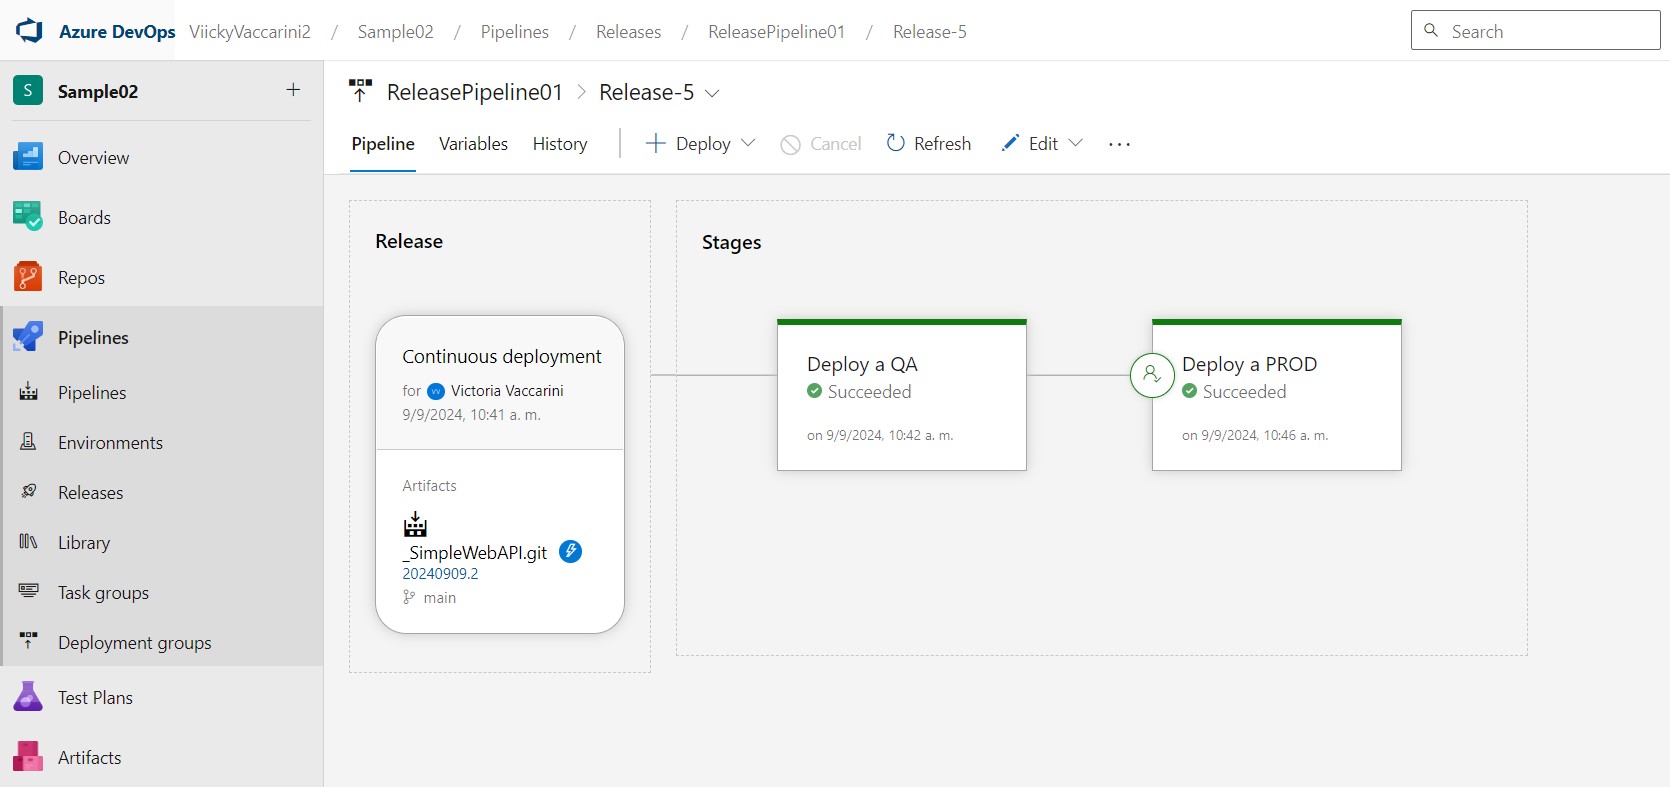 Azure DevOps ViickyVaccarini2 / Sample02 / Pipelines / Releases / ReleasePipeline01 / Release-5
Search
S Sample02 +
Overview
Boards
Repos
Pipelines
Pipelines
Environments
Releases
Library
Task groups
Deployment groups
Test Plans
Artifacts
ReleasePipeline01 > Release-5
Pipeline Variables History Deploy Cancel Refresh Edit ...
Release
Continuous deployment
for VV Victoria Vaccarini
9/9/2024, 10:41 a. m.
Artifacts
_SimpleWebAPI.git
20240909.2
main
Stages
Deploy a QA
Succeeded
on 9/9/2024, 10:42 a. m.
Deploy a PROD
Succeeded
on 9/9/2024, 10:46 a. m.